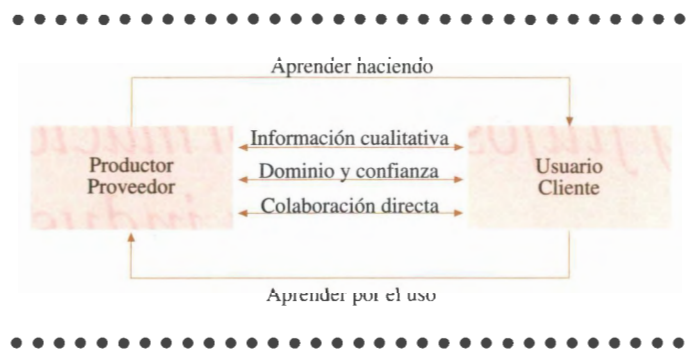 Aprender haciendo
Información cualitativa
Productor
Proveedor
Dominio y confianza
Usuario
Cliente
Colaboración directa
Aprender por el uso